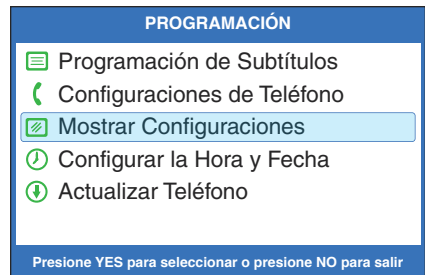 PROGRAMACIÓN
Programación de Subtítulos
Configuraciones de Teléfono
Mostrar Configuraciones
Configurar la Hora y Fecha
Actualizar Teléfono
Presione YES para seleccionar o presione NO para salir